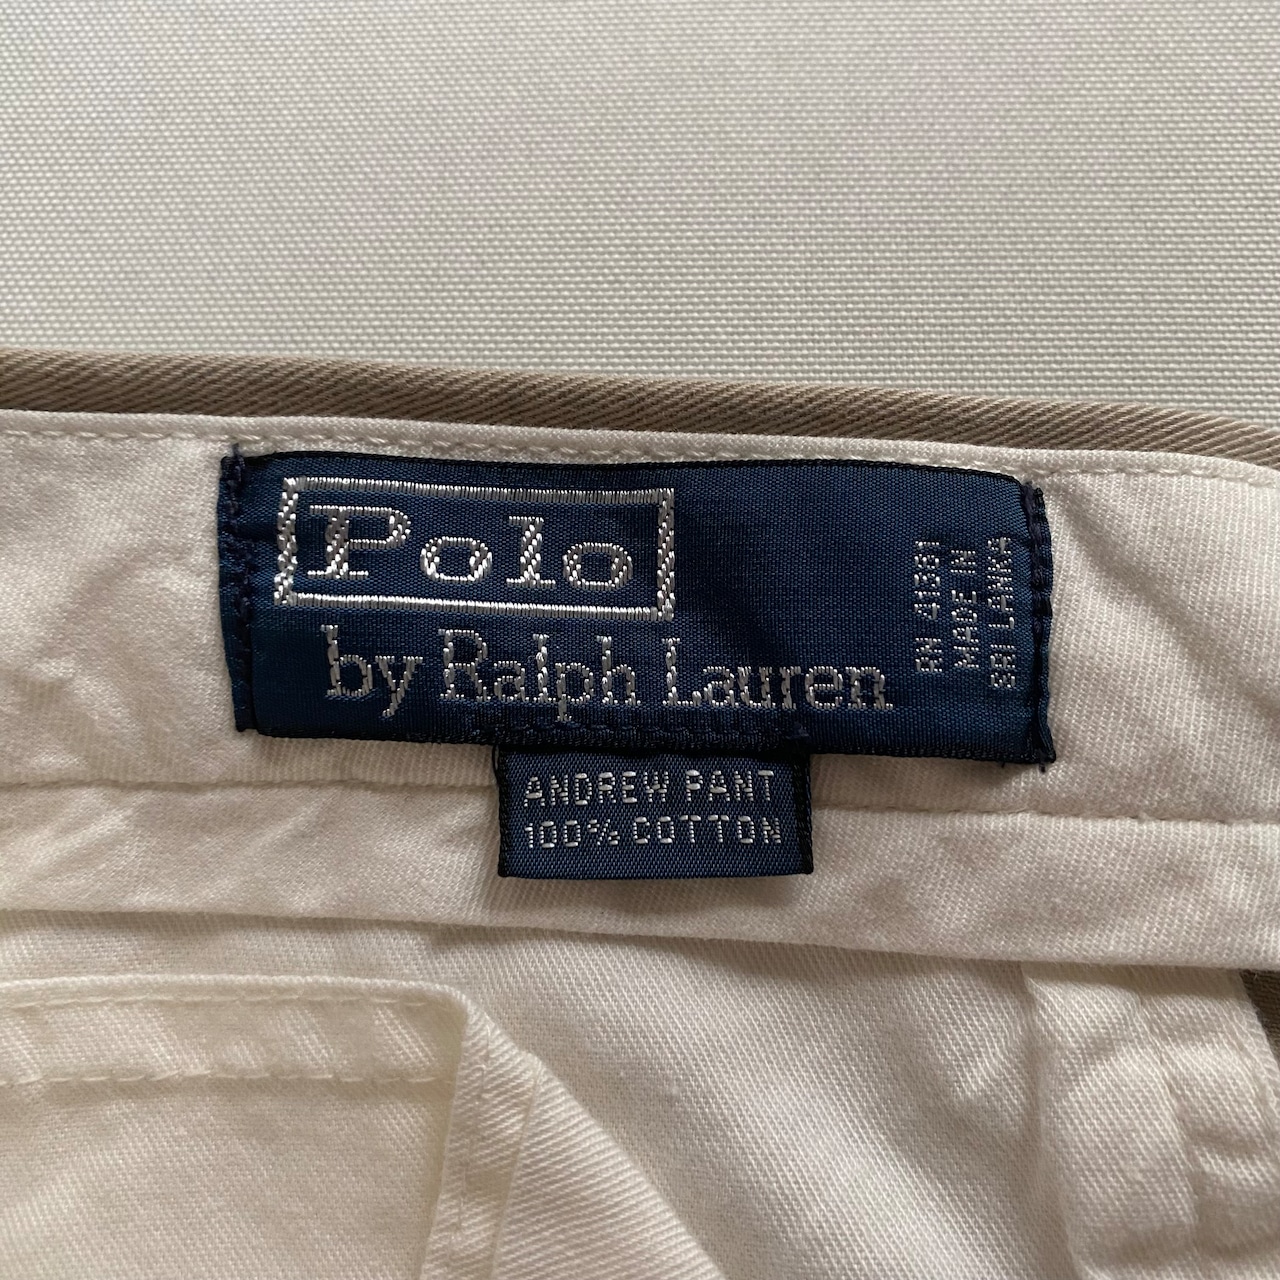 Polo
by Ralph Lauren
RN 41381
MADE IN
SRI LANKA
ANDREW PANT
100% COTTON